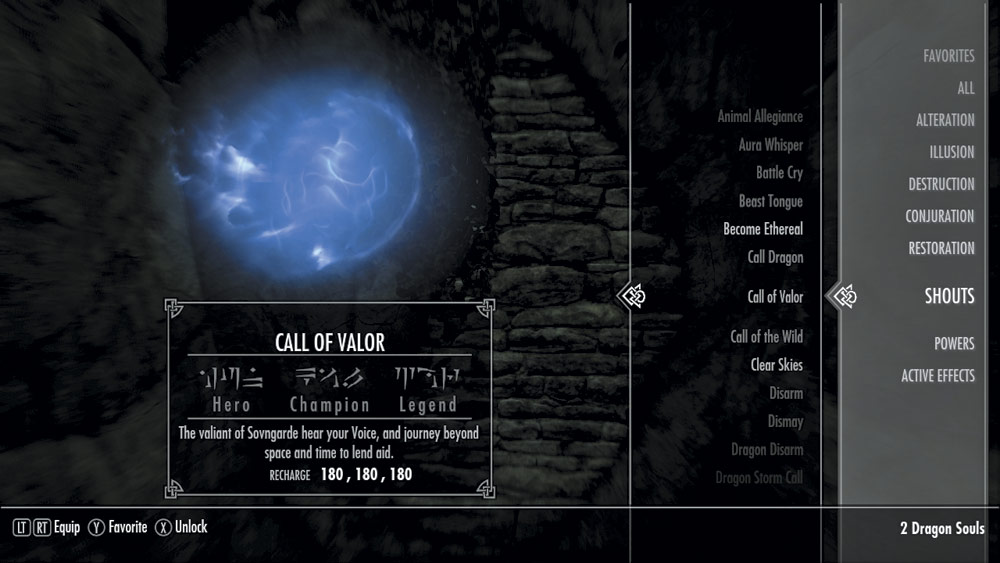 FAVORITES
ALL
ALTERATION
ILLUSION
DESTRUCTION
CONJURATION
RESTORATION
SHOUTS
POWERS
ACTIVE EFFECTS
Animal Allegiance
Aura Whisper
Battle Cry
Beast Tongue
Become Ethereal
Call Dragon
Call of Valor
Call of the Wild
Clear Skies
Disarm
Dismay
Dragon Disarm
Dragon Storm Call
CALL OF VALOR
Hero Champion Legend
The valiant of Sovngarde hear your Voice, and journey beyond
space and time to lend aid.
RECHARGE 180 , 180 , 180
LT RT Equip Y Favorite X Unlock
2 Dragon Souls